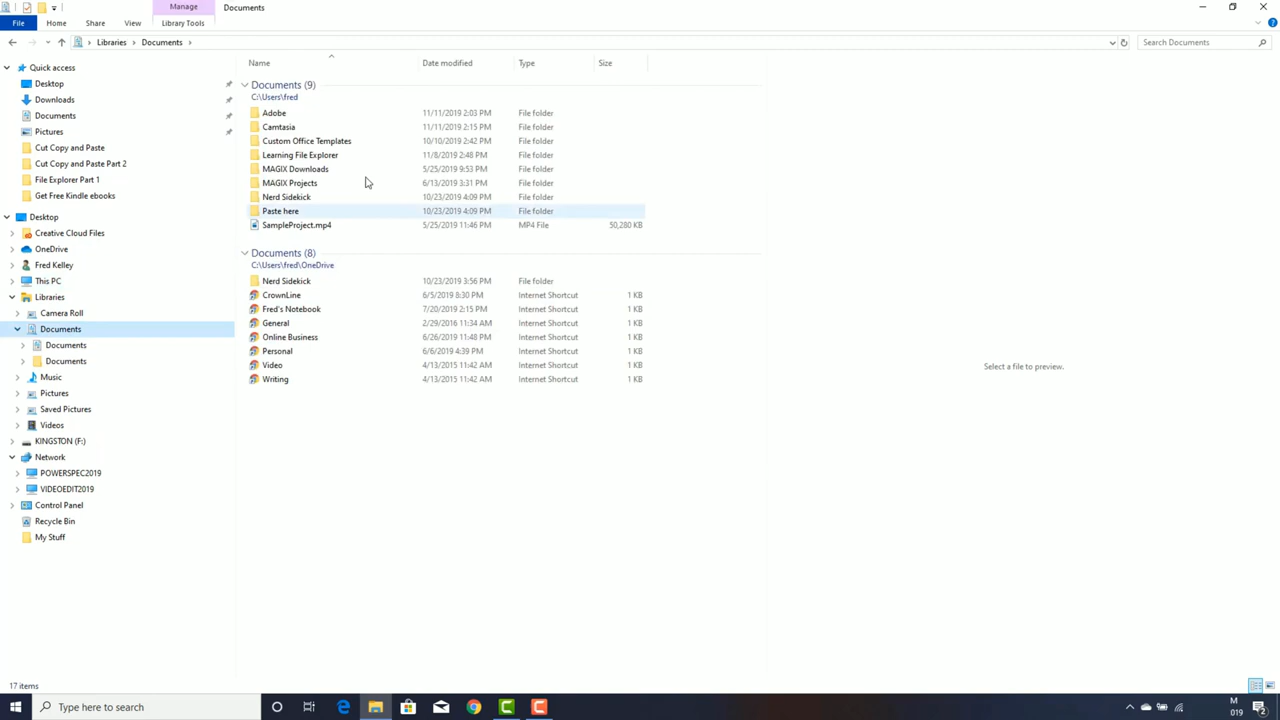 Manage
Documents
File
Home
Share
View
Library Tools
Libraries
Documents
Search Documents
Quick access
Desktop
Downloads
Documents
Pictures
Cut Copy and Paste
Cut Copy and Paste Part 2
File Explorer Part 1
Get Free Kindle ebooks
Desktop
Creative Cloud Files
OneDrive
Fred Kelley
This PC
Libraries
Camera Roll
Documents
Documents
Documents
Music
Pictures
Saved Pictures
Videos
KINGSTON (F:)
Network
POWERSPEC2019
VIDEOEDIT2019
Control Panel
Recycle Bin
My Stuff
Name Date modified Type Size
Documents (9)
C:\Users\fred
Adobe 11/11/2019 2:03 PM File folder
Camtasia 11/11/2019 2:15 PM File folder
Custom Office Templates 10/10/2019 2:42 PM File folder
Learning File Explorer 11/8/2019 2:48 PM File folder
MAGIX Downloads 5/25/2019 9:53 PM File folder
MAGIX Projects 6/13/2019 3:31 PM File folder
Nerd Sidekick 10/23/2019 4:09 PM File folder
Paste here 10/23/2019 4:09 PM File folder
SampleProject.mp4 5/25/2019 11:46 PM MP4 File 50,280 KB
Documents (8)
C:\Users\fred\OneDrive
Nerd Sidekick 10/23/2019 3:56 PM File folder
CrownLine 6/5/2019 8:30 PM Internet Shortcut 1 KB
Fred's Notebook 7/20/2019 2:15 PM Internet Shortcut 1 KB
General 2/29/2016 11:34 AM Internet Shortcut 1 KB
Online Business 6/26/2019 11:48 PM Internet Shortcut 1 KB
Personal 6/6/2019 4:39 PM Internet Shortcut 1 KB
Video 4/13/2015 11:42 AM Internet Shortcut 1 KB
Writing 4/13/2015 11:42 AM Internet Shortcut 1 KB
Select a file to preview.
17 items
Type here to search
M
019
2